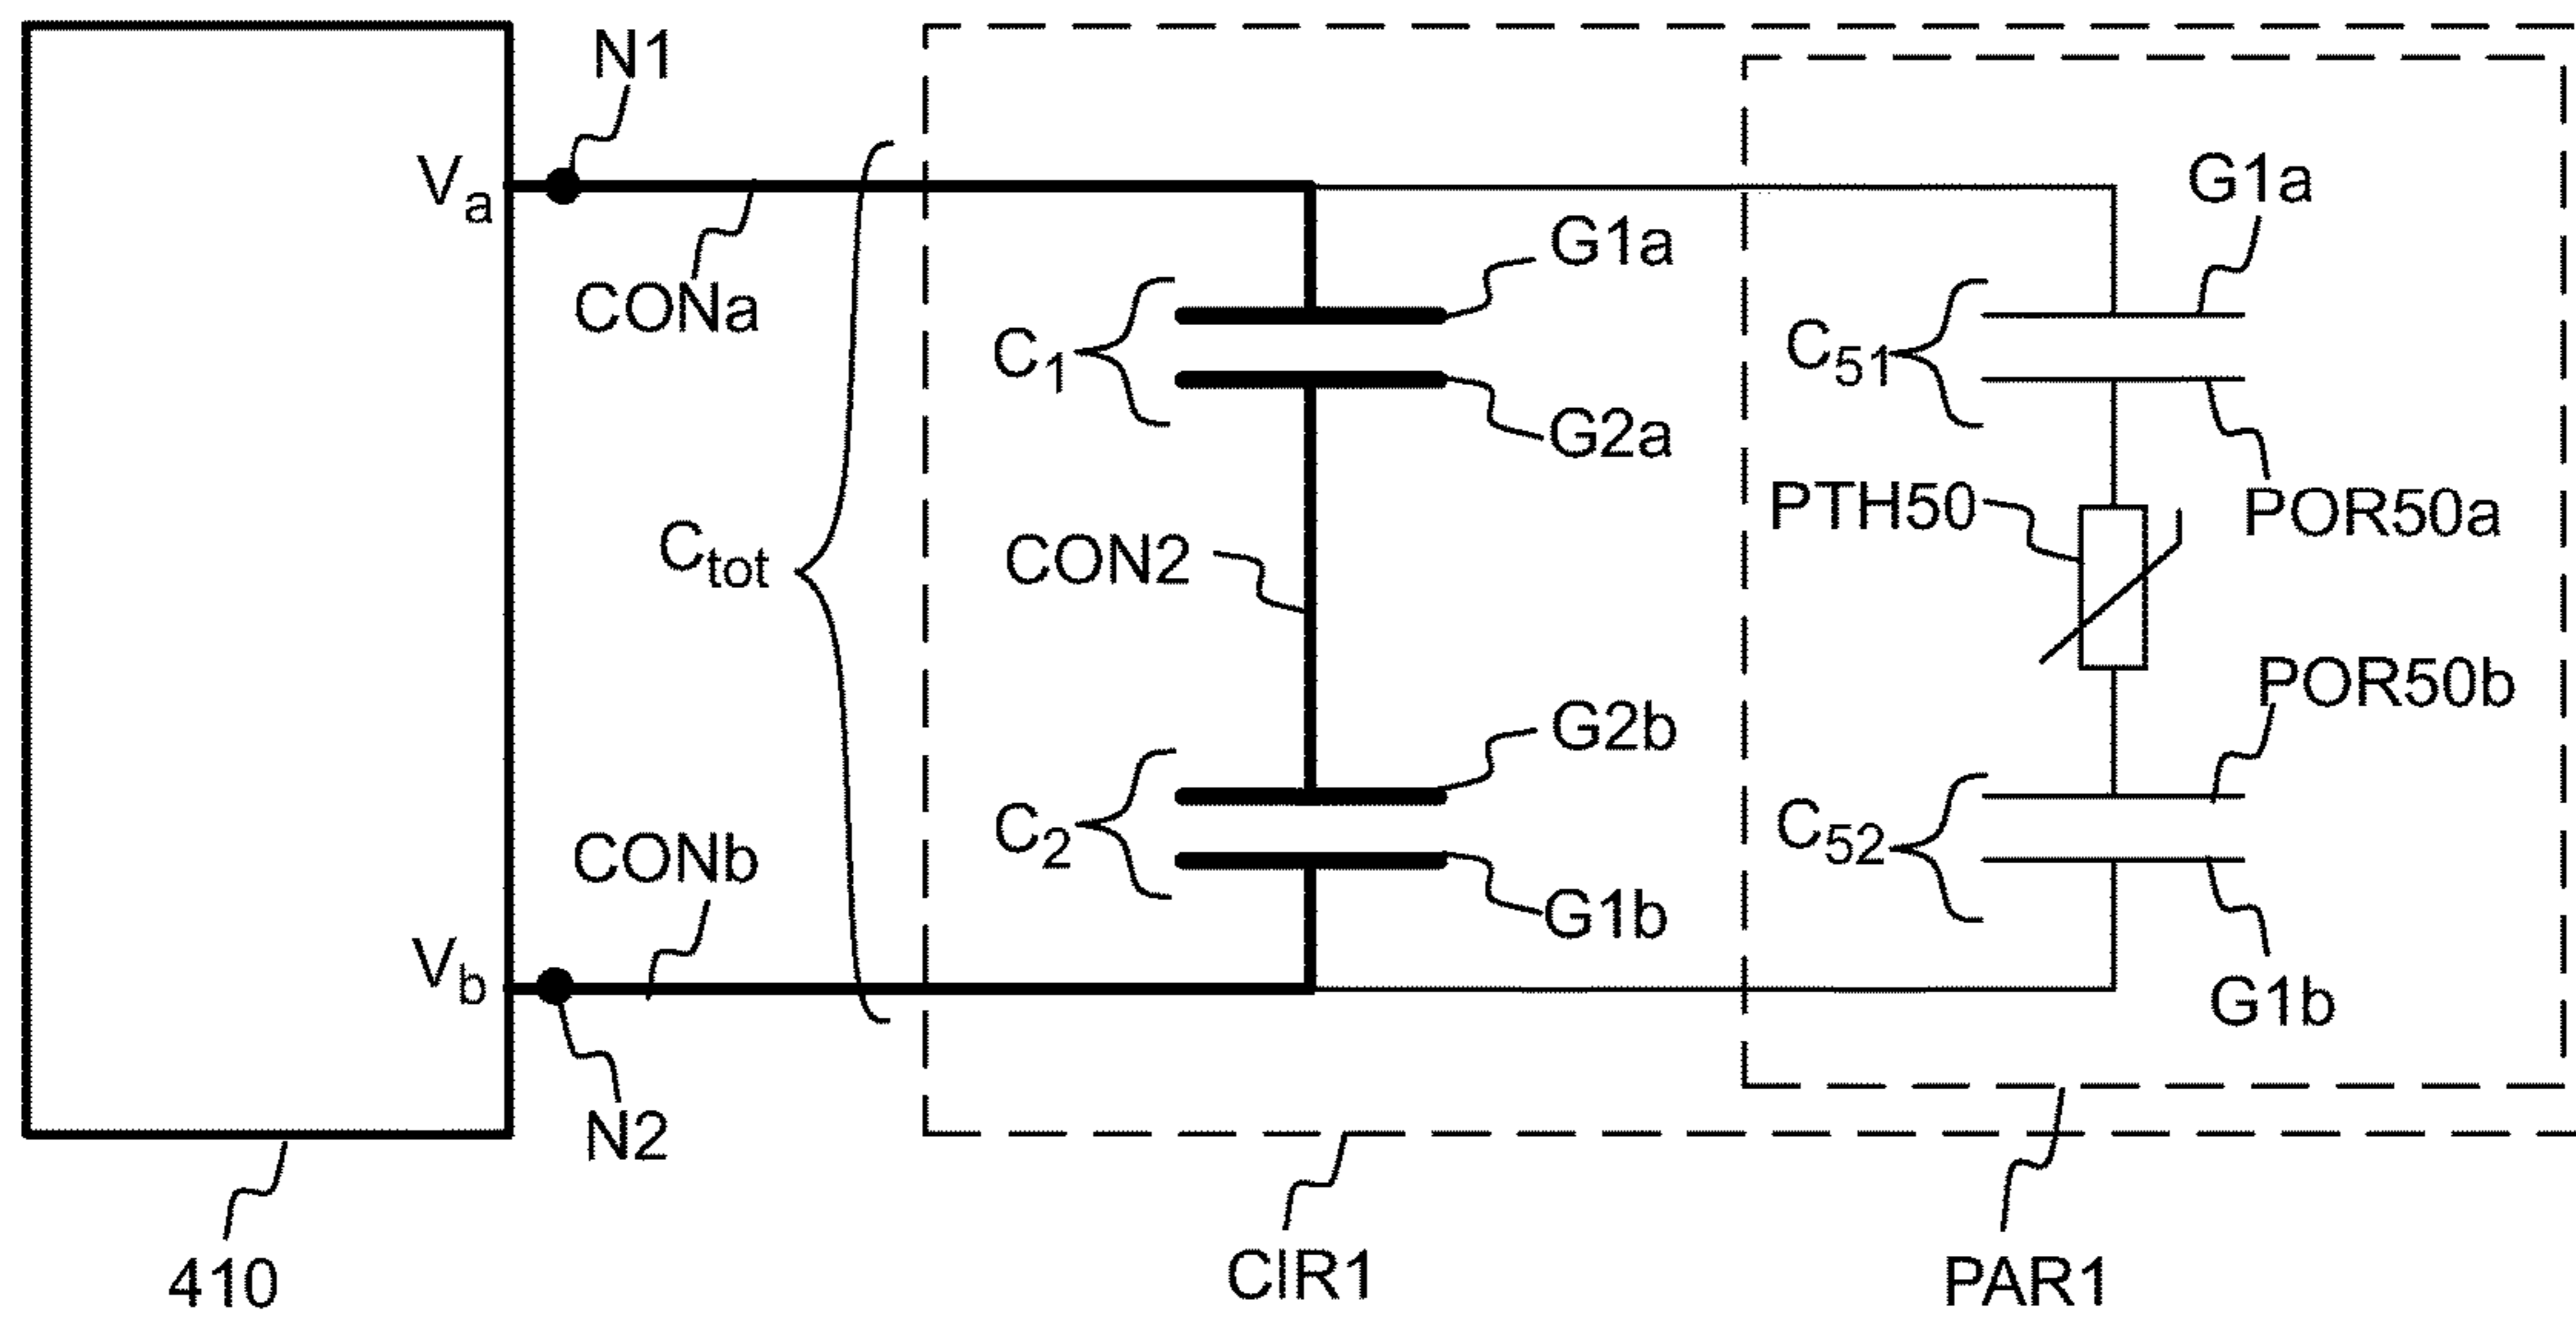 N1
Va
G1a
G1a
CONa
C1
C51
G2a
PTH50
POR50a
Ctot
CON2
POR50b
G2b
C2
C52
CONb
G1b
Vb
G1b
N2
410
CIR1
PAR1